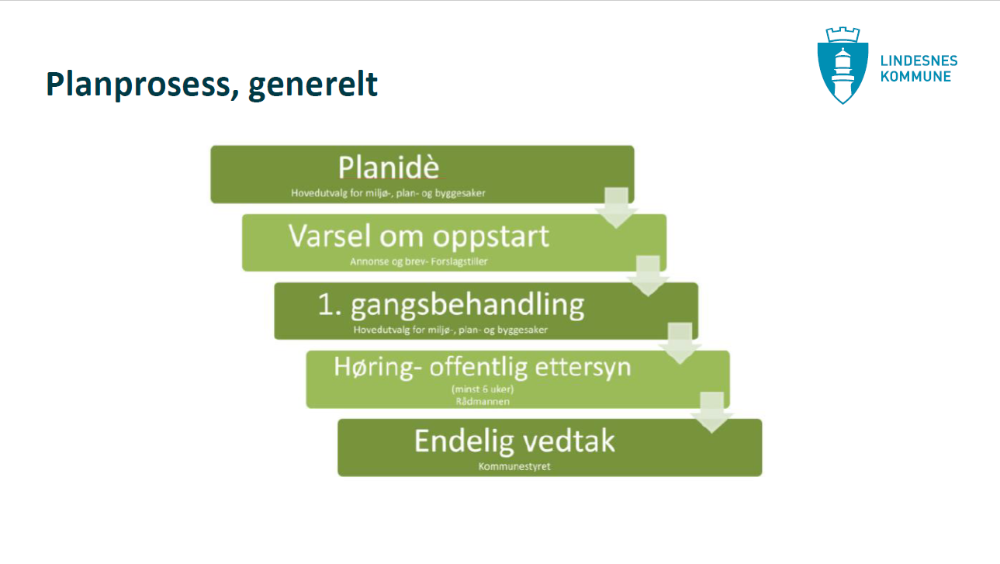 Planprosess, generelt
LINDESNES
KOMMUNE
Planidè
Hovedutvalg for miljø-, plan- og byggesaker
Varsel om oppstart
Annonse og brev- Forslagstiller
1. gangsbehandling
Hovedutvalg for miljø-, plan- og byggesaker
Høring- offentlig ettersyn
(minst 6 uker)
Rådmannen
Endelig vedtak
Kommunestyret